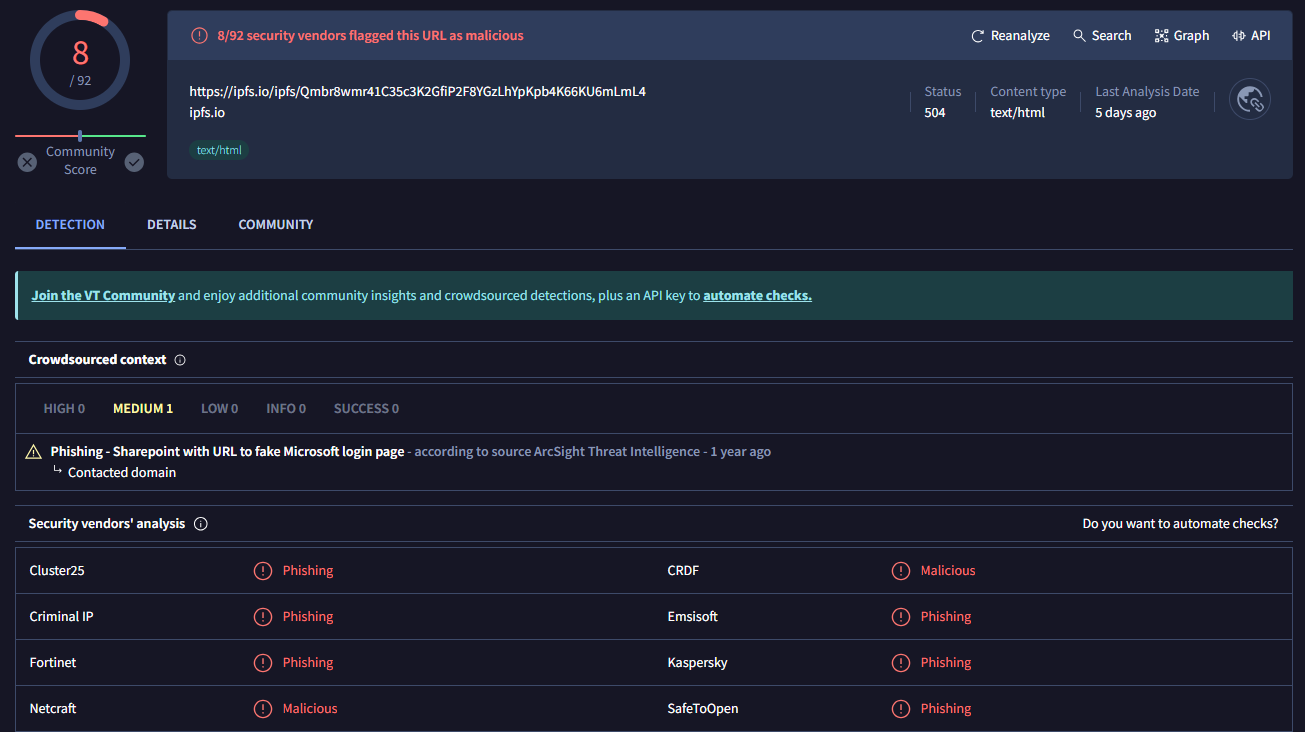 8
/ 92
Community
Score
8/92 security vendors flagged this URL as malicious
Reanalyze
Search
Graph
API
https://ipfs.io/ipfs/Qmbr8wmr41C35c3K2GfiP2F8YGzLhYpKpb4K66KU6mLmL4
ipfs.io
text/html
Status
504
Content type
text/html
Last Analysis Date
5 days ago
DETECTION DETAILS COMMUNITY
Join the VT Community and enjoy additional community insights and crowdsourced detections, plus an API key to automate checks.
Crowdsourced context
HIGH 0 MEDIUM 1 LOW 0 INFO 0 SUCCESS 0
Phishing - Sharepoint with URL to fake Microsoft login page - according to source ArcSight Threat Intelligence - 1 year ago
Contacted domain
Security vendors' analysis Do you want to automate checks?
Cluster25 Phishing CRDF Malicious
Criminal IP Phishing Emsisoft Phishing
Fortinet Phishing Kaspersky Phishing
Netcraft Malicious SafeToOpen Phishing